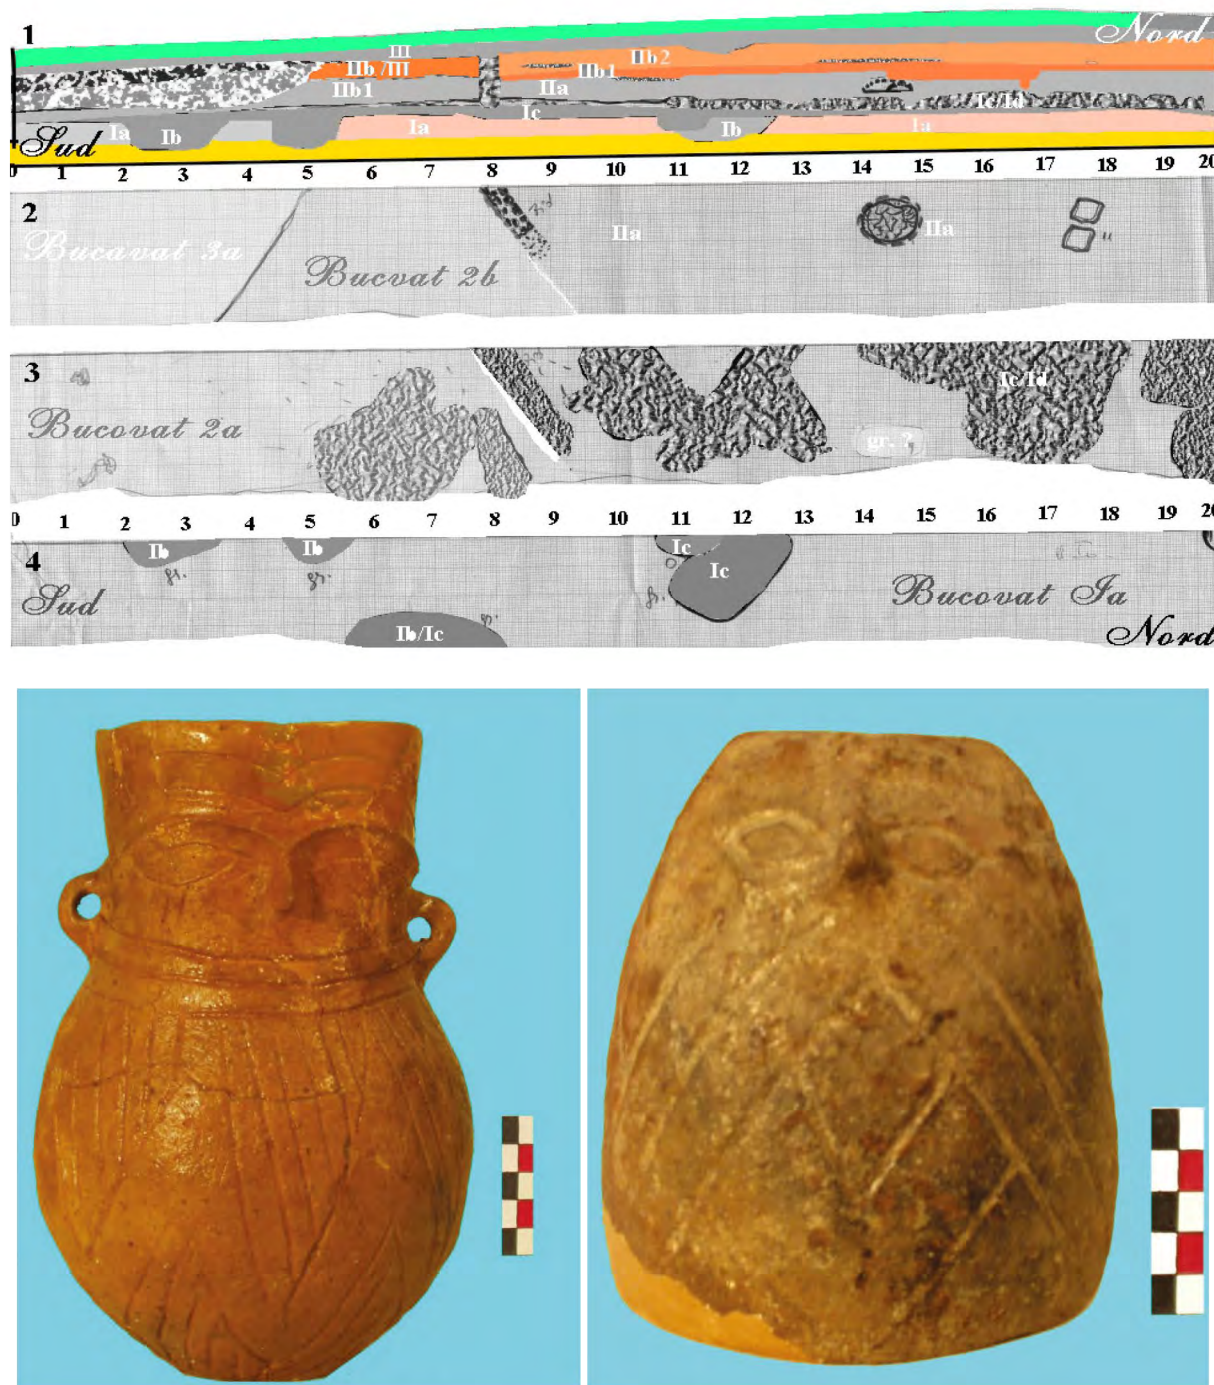 1
Nord
III
IIb2
IIb /III
IIb1
IIb1
IIa
Ic
Ic/Id
Ia
Ib
Ia
Ib
Ia
Sud
0 1 2 3 4 5 6 7 8 9 10 11 12 13 14 15 16 17 18 19 20
2
IIa
IIa
Bucavat 3a
Bucvat 2b
3
Ic/Id
Bucovat 2a
gr. ?
0 1 2 3 4 5 6 7 8 9 10 11 12 13 14 15 16 17 18 19 20
4
Ib
Ib
Ic
Ic
gr.
gr.
gr.
Sud
Bucovat Ia
Ib/Ic
Nord